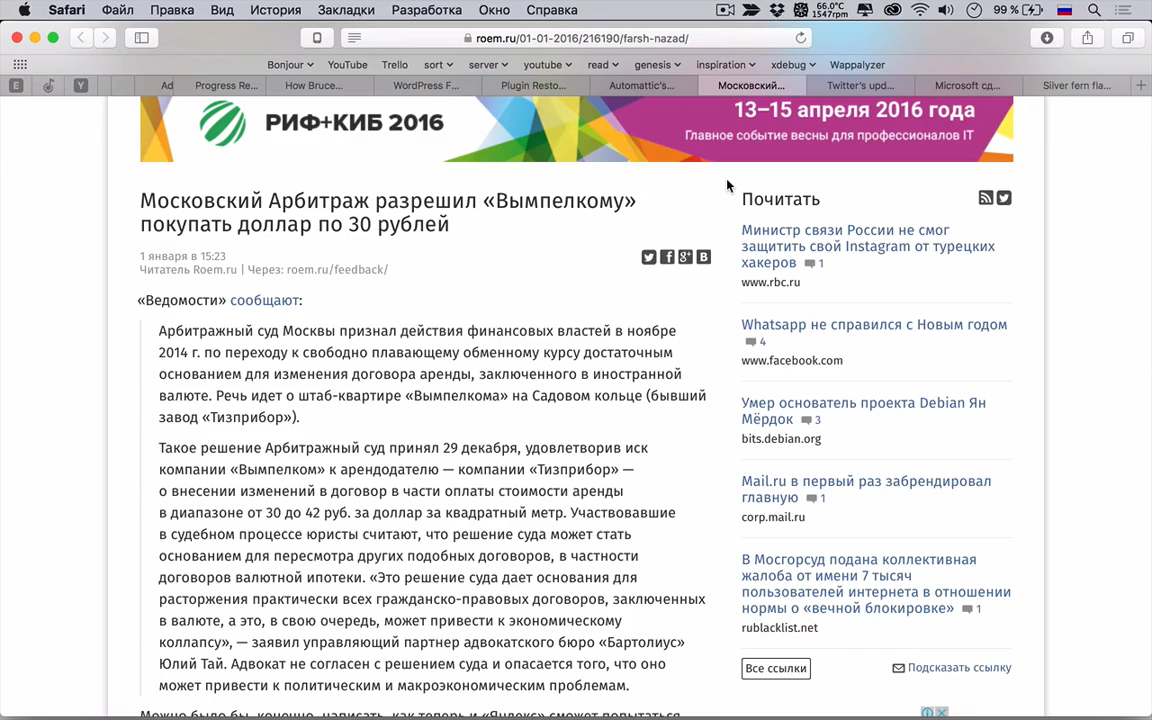 Safari Файл Правка Вид История Закладки Разработка Окно Справка 66.0°C 1547rpm 99 %
roem.ru/01-01-2016/216190/farsh-nazad/
Bonjour YouTube Trello sort server youtube read genesis inspiration xdebug Wappalyzer
E Y Ad Progress Re... How Bruce... WordPress F... Plugin Resto... Automattic's... Московский... Twitter's upd... Microsoft сд... Silver fern fla...
РИФ+КИБ 2016
13–15 апреля 2016 года
Главное событие весны для профессионалов IT
Московский Арбитраж разрешил «Вымпелкому»
покупать доллар по 30 рублей
1 января в 15:23
Читатель Roem.ru | Через: roem.ru/feedback/
«Ведомости» сообщают:
Арбитражный суд Москвы признал действия финансовых властей в ноябре
2014 г. по переходу к свободно плавающему обменному курсу достаточным
основанием для изменения договора аренды, заключенного в иностранной
валюте. Речь идет о штаб-квартире «Вымпелкома» на Садовом кольце (бывший
завод «Тизприбор»).
Такое решение Арбитражный суд принял 29 декабря, удовлетворив иск
компании «Вымпелком» к арендодателю — компании «Тизприбор» —
о внесении изменений в договор в части оплаты стоимости аренды
в диапазоне от 30 до 42 руб. за доллар за квадратный метр. Участвовавшие
в судебном процессе юристы считают, что решение суда может стать
основанием для пересмотра других подобных договоров, в частности
договоров валютной ипотеки. «Это решение суда дает основания для
расторжения практически всех гражданско-правовых договоров, заключенных
в валюте, а это, в свою очередь, может привести к экономическому
коллапсу», — заявил управляющий партнер адвокатского бюро «Бартолиус»
Юлий Тай. Адвокат не согласен с решением суда и опасается того, что оно
может привести к политическим и макроэкономическим проблемам.
Можно было бы, конечно, написать, как теперь и «Яндекс» сможет попытаться
Почитать
Министр связи России не смог
защитить свой Instagram от турецких
хакеров 1
www.rbc.ru
Whatsapp не справился с Новым годом
4
www.facebook.com
Умер основатель проекта Debian Ян
Мёрдок 3
bits.debian.org
Mail.ru в первый раз забрендировал
главную 1
corp.mail.ru
В Мосгорсуд подана коллективная
жалоба от имени 7 тысяч
пользователей интернета в отношении
нормы о «вечной блокировке» 1
rublacklist.net
Все ссылки Подсказать ссылку